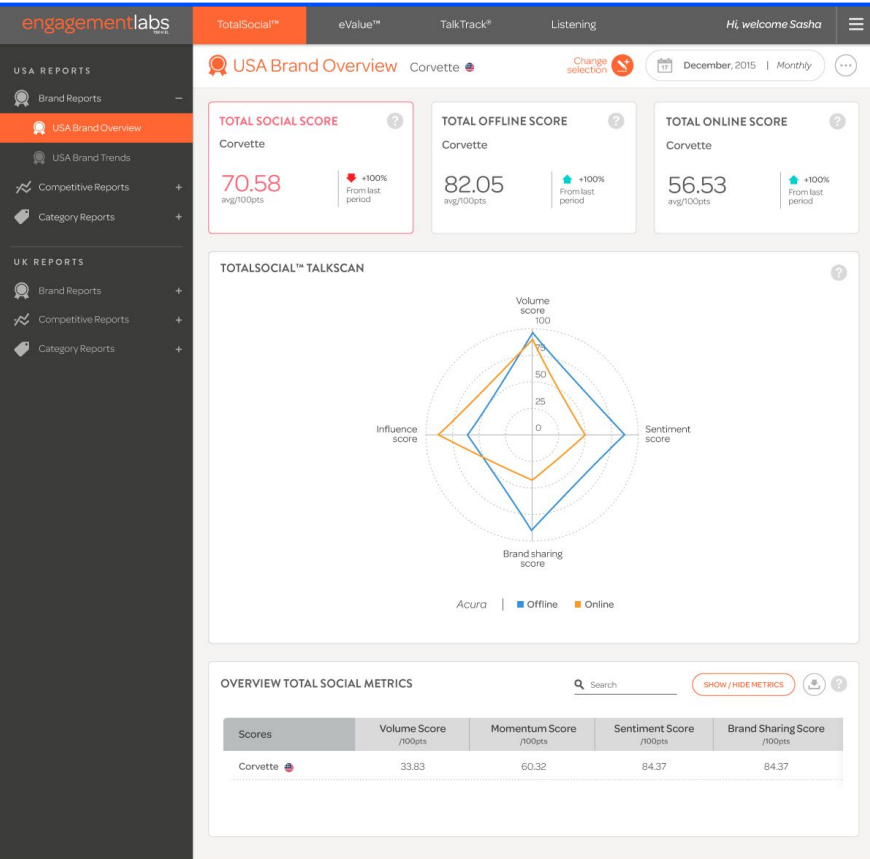 engagementlabs
TotalSocial™
eValue™
TalkTrack®
Listening
Hi, welcome Sasha
USA REPORTS
Brand Reports
USA Brand Overview
USA Brand Trends
Competitive Reports
Category Reports
UK REPORTS
Brand Reports
Competitive Reports
Category Reports
USA Brand Overview Corvette
Change
selection
17
December, 2015 | Monthly
TOTAL SOCIAL SCORE ?
Corvette
70.58
avg/100pts
+100%
From last
period
TOTAL OFFLINE SCORE ?
Corvette
82.05
avg/100pts
+100%
From last
period
TOTAL ONLINE SCORE ?
Corvette
56.53
avg/100pts
+100%
From last
period
TOTALSOCIAL™ TALKSCAN ?
Volume
score
100
75
50
25
0
Influence
score
Sentiment
score
Brand sharing
score
Acura | Offline Online
OVERVIEW TOTAL SOCIAL METRICS
Search
SHOW / HIDE METRICS
?
Scores
Volume Score
/100pts
Momentum Score
/100pts
Sentiment Score
/100pts
Brand Sharing Score
/100pts
Corvette 33.83 60.32 84.37 84.37